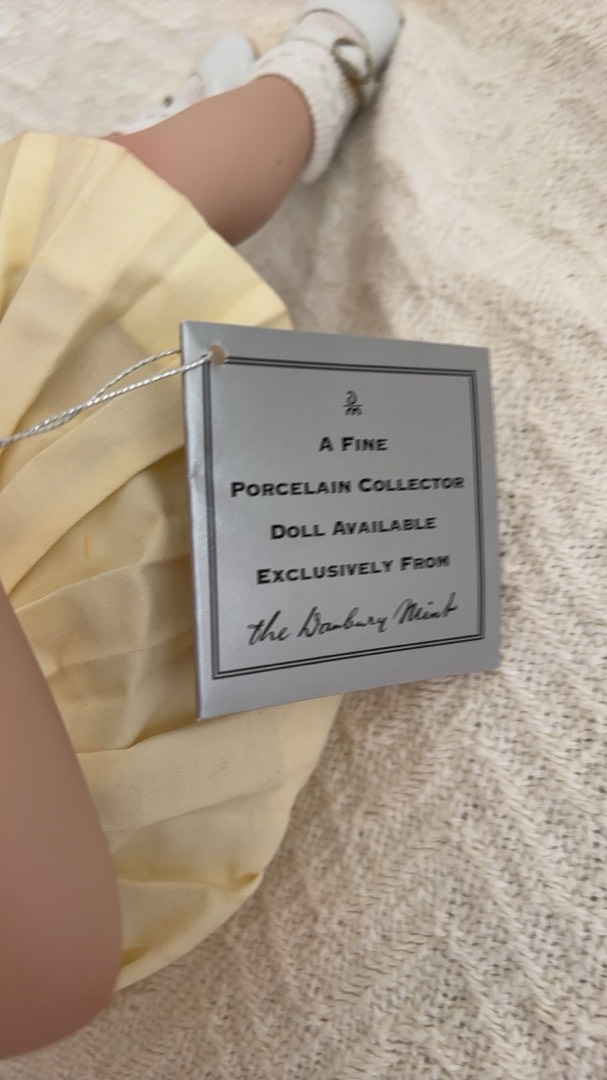 A FINE
PORCELAIN COLLECTOR
DOLL AVAILABLE
EXCLUSIVELY FROM
the Danbury Mint